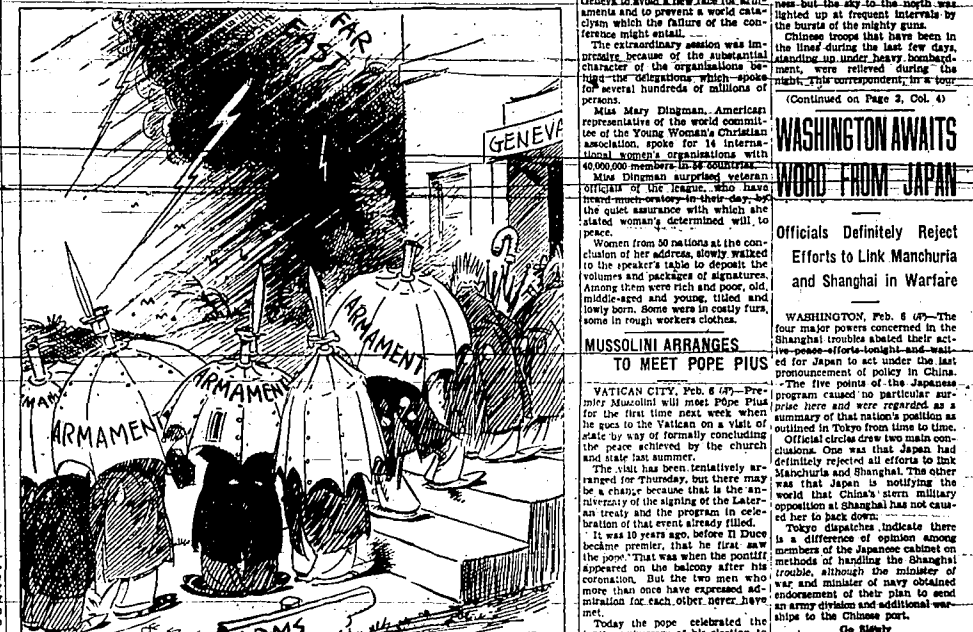 FAR
EAST
GENEVA
ARMAMENT
ARMAMENT
ARMAMENT
ARMS
Geneva to avoid a new race for arm-
aments and to prevent a world cata-
clysm which the failure of the con-
ference might entail.
The extraordinary session was im-
pressive because of the substantial
character of the organizations be-
hind the delegations which spoke
for several hundreds of millions of
persons.
Miss Mary Dingman, American
representative of the world commit-
tee of the Young Woman's Christian
association, spoke for 14 interna-
tional women's organizations with
40,000,000 members in 56 countries.
Miss Dingman surprised veteran
officials of the league, who have
heard much oratory in their day, by
the quiet assurance with which she
stated woman's determined will to
peace.
Women from 50 nations at the con-
clusion of her address, slowly walked
to the speaker's table to deposit the
volumes and packages of signatures.
Among them were rich and poor, old,
middle-aged and young, titled and
lowly born. Some were in costly furs,
some in rough workers clothes.
MUSSOLINI ARRANGES
TO MEET POPE PIUS
VATICAN CITY, Feb. 6 (AP)—Pre-
mier Mussolini will meet Pope Pius
for the first time next week when
he goes to the Vatican on a visit of
state by way of formally concluding
the peace achieved by the church
and state last summer.
The visit has been tentatively ar-
ranged for Thursday, but there may
be a change because that is the an-
niversary of the signing of the Later-
an treaty and the program in cele-
bration of that event already filled.
It was 10 years ago, before Il Duce
became premier, that he first saw
the pope. That was when the pontiff
appeared on the balcony after his
coronation. But the two men who
more than once have expressed ad-
miration for each other never have
met.
Today the pope celebrated the
ness but the sky to the north was
lighted up at frequent intervals by
the bursts of the mighty guns.
Chinese troops that have been in
the lines during the last few days,
standing up under heavy bombard-
ment, were relieved during the
night. This correspondent, in a tour
(Continued on Page 2, Col. 4)
WASHINGTON AWAITS
WORD FROM JAPAN
Officials Definitely Reject
Efforts to Link Manchuria
and Shanghai in Warfare
WASHINGTON, Feb. 6 (AP)—The
four major powers concerned in the
Shanghai troubles abated their act-
ive peace efforts tonight and wait-
ed for Japan to act under the last
pronouncement of policy in China.
The five points of the Japanese
program caused no particular sur-
prise here and were regarded as a
summary of that nation's position as
outlined in Tokyo from time to time.
Official circles drew two main con-
clusions. One was that Japan had
definitely rejected all efforts to link
Manchuria and Shanghai. The other
was that Japan is notifying the
world that China's stern military
opposition at Shanghai has not caus-
ed her to back down.
Tokyo dispatches indicate there
is a difference of opinion among
members of the Japanese cabinet on
methods of handling the Shanghai
trouble, although the minister of
war and minister of navy obtained
endorsement of their plan to send
an army division and additional war-
ships to the Chinese port.
Go Slowly